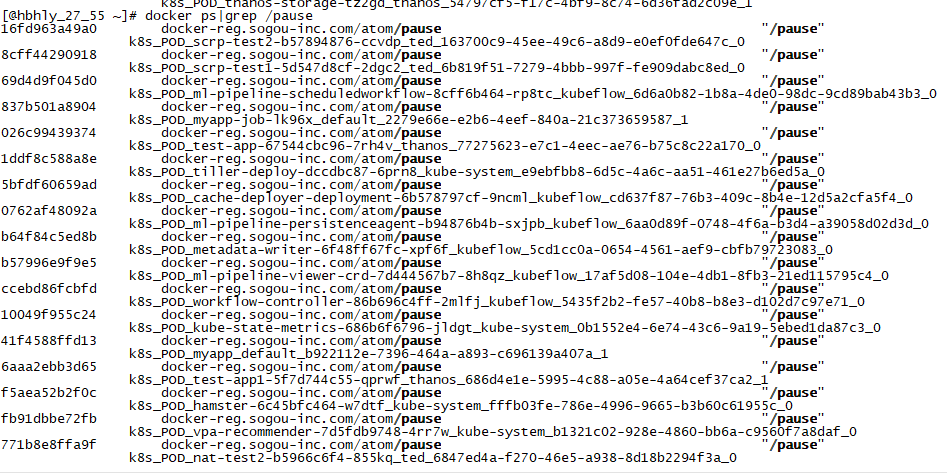 k8s_POD_thanos-storage-tz2gd_thanos_54797cf5-f17c-4bf9-8c74-6d36fad2c09e_1
[@hbhly_27_55 ~]# docker ps|grep /pause
16fd963a49a0 docker-reg.sogou-inc.com/atom/pause "/pause"
k8s_POD_scrp-test2-b57894876-ccvdp_ted_163700c9-45ee-49c6-a8d9-e0ef0fde647c_0
8cff44290918 docker-reg.sogou-inc.com/atom/pause "/pause"
k8s_POD_scrp-test1-5d547d8cf-2dgc2_ted_6b819f51-7279-4bbb-997f-fe909dabc8ed_0
69d4d9f045d0 docker-reg.sogou-inc.com/atom/pause "/pause"
k8s_POD_ml-pipeline-scheduledworkflow-8cff6b464-rp8tc_kubeflow_6d6a0b82-1b8a-4de0-98dc-9cd89bab43b3_0
837b501a8904 docker-reg.sogou-inc.com/atom/pause "/pause"
k8s_POD_myapp-job-lk96x_default_2279e66e-e2b6-4eef-840a-21c373659587_1
026c99439374 docker-reg.sogou-inc.com/atom/pause "/pause"
k8s_POD_test-app-67544cbc96-7rh4v_thanos_77275623-e7c1-4eec-ae76-b75c8c22a170_0
1ddf8c588a8e docker-reg.sogou-inc.com/atom/pause "/pause"
k8s_POD_tiller-deploy-dccdbc87-6prn8_kube-system_e9ebfbb8-6d5c-4a6c-aa51-461e27b6ed5a_0
5bfdf60659ad docker-reg.sogou-inc.com/atom/pause "/pause"
k8s_POD_cache-deployer-deployment-6b578797cf-9ncml_kubeflow_cd637f87-76b3-409c-8b4e-12d5a2cfa5f4_0
0762af48092a docker-reg.sogou-inc.com/atom/pause "/pause"
k8s_POD_ml-pipeline-persistenceagent-b94876b4b-sxjpb_kubeflow_6aa0d89f-0748-4f6a-b3d4-a39058d02d3d_0
b64f84c5ed8b docker-reg.sogou-inc.com/atom/pause "/pause"
k8s_POD_metadata-writer-6f48ff67fc-xpf6f_kubeflow_5cd1cc0a-0654-4561-aef9-cbfb79723083_0
b57996e9f9e5 docker-reg.sogou-inc.com/atom/pause "/pause"
k8s_POD_ml-pipeline-viewer-crd-7d444567b7-8h8qz_kubeflow_17af5d08-104e-4db1-8fb3-21ed115795c4_0
ccebd86fcbfd docker-reg.sogou-inc.com/atom/pause "/pause"
k8s_POD_workflow-controller-86b696c4ff-2mlfj_kubeflow_5435f2b2-fe57-40b8-b8e3-d102d7c97e71_0
10049f955c24 docker-reg.sogou-inc.com/atom/pause "/pause"
k8s_POD_kube-state-metrics-686b6f6796-jldgt_kube-system_0b1552e4-6e74-43c6-9a19-5ebed1da87c3_0
41f4588ffd13 docker-reg.sogou-inc.com/atom/pause "/pause"
k8s_POD_myapp_default_b922112e-7396-464a-a893-c696139a407a_1
6aaa2ebb3d65 docker-reg.sogou-inc.com/atom/pause "/pause"
k8s_POD_test-app1-5f7d744c55-qprwf_thanos_686d4e1e-5995-4c88-a05e-4a64cef37ca2_1
f5aea52b2f0c docker-reg.sogou-inc.com/atom/pause "/pause"
k8s_POD_hamster-6c45bfc464-w7dtf_kube-system_fffb03fe-786e-4996-9665-b3b60c61955c_0
fb91dbbe72fb docker-reg.sogou-inc.com/atom/pause "/pause"
k8s_POD_vpa-recommender-7d5fdb9748-4rr7w_kube-system_b1321c02-928e-4860-bb6a-c9560f7a8daf_0
771b8e8ffa9f docker-reg.sogou-inc.com/atom/pause "/pause"
k8s_POD_nat-test2-b5966c6f4-855kq_ted_6847ed4a-f270-46e5-a938-8d18b2294f3a_0